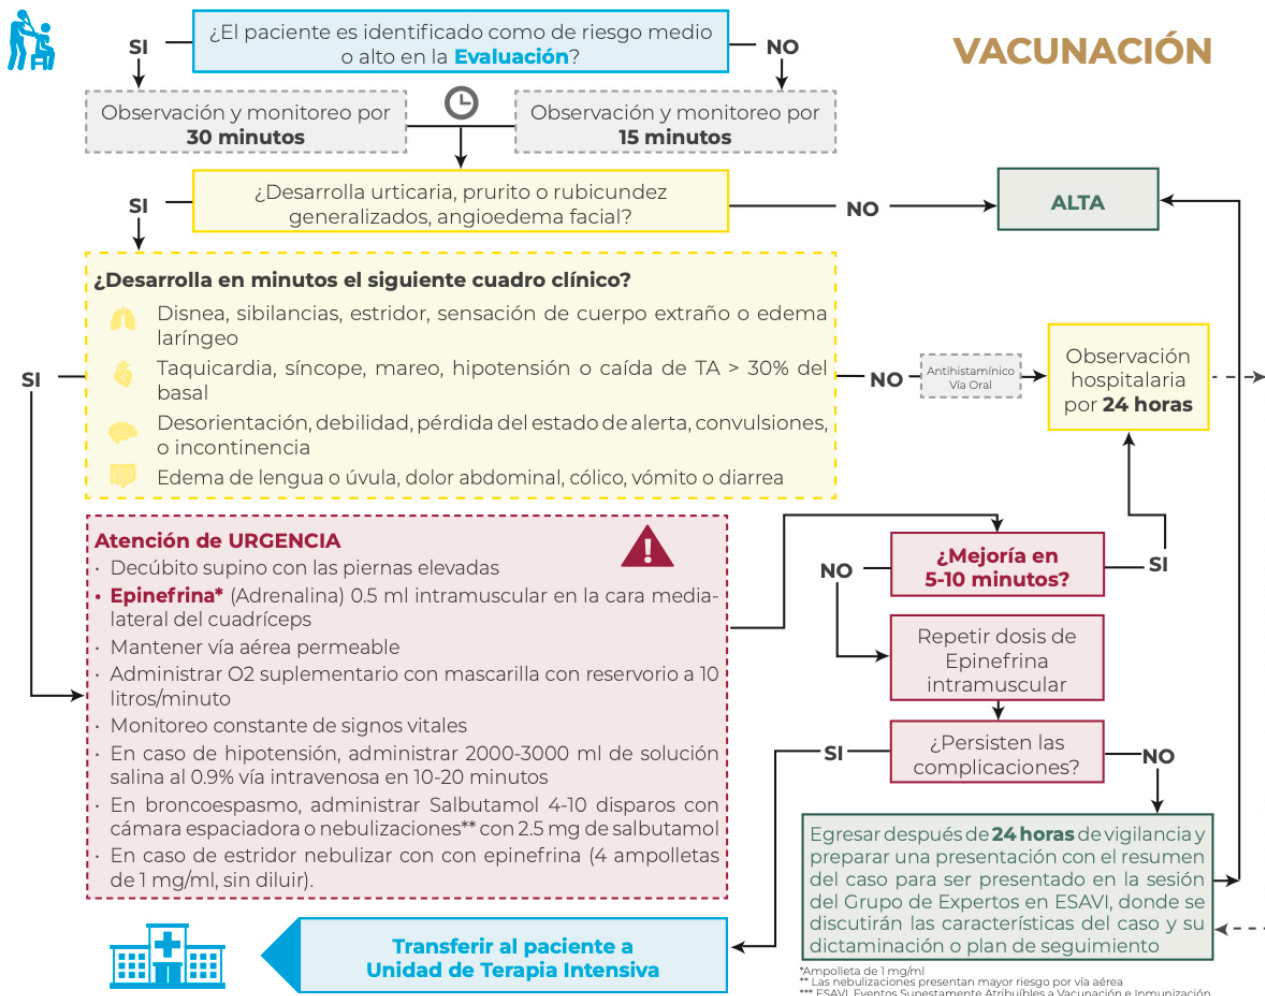 ¿El paciente es identificado como de riesgo medio
o alto en la Evaluación?
SI
NO
VACUNACIÓN
Observación y monitoreo por
30 minutos
Observación y monitoreo por
15 minutos
¿Desarrolla urticaria, prurito o rubicundez
generalizados, angioedema facial?
SI
NO
ALTA
¿Desarrolla en minutos el siguiente cuadro clínico?
Disnea, sibilancias, estridor, sensación de cuerpo extraño o edema
laríngeo
Taquicardia, síncope, mareo, hipotensión o caída de TA > 30% del
basal
Desorientación, debilidad, pérdida del estado de alerta, convulsiones,
o incontinencia
Edema de lengua o úvula, dolor abdominal, cólico, vómito o diarrea
SI
NO
Antihistamínico
Vía Oral
Observación
hospitalaria
por 24 horas
Atención de URGENCIA
· Decúbito supino con las piernas elevadas
• Epinefrina* (Adrenalina) 0.5 ml intramuscular en la cara media-
lateral del cuadríceps
· Mantener vía aérea permeable
· Administrar O2 suplementario con mascarilla con reservorio a 10
litros/minuto
· Monitoreo constante de signos vitales
· En caso de hipotensión, administrar 2000-3000 ml de solución
salina al 0.9% vía intravenosa en 10-20 minutos
· En broncoespasmo, administrar Salbutamol 4-10 disparos con
cámara espaciadora o nebulizaciones** con 2.5 mg de salbutamol
· En caso de estridor nebulizar con con epinefrina (4 ampolletas
de 1 mg/ml, sin diluir).
¿Mejoría en
5-10 minutos?
NO
SI
Repetir dosis de
Epinefrina
intramuscular
¿Persisten las
complicaciones?
SI
NO
Egresar después de 24 horas de vigilancia y
preparar una presentación con el resumen
del caso para ser presentado en la sesión
del Grupo de Expertos en ESAVI, donde se
discutirán las características del caso y su
dictaminación o plan de seguimiento
Transferir al paciente a
Unidad de Terapia Intensiva
*Ampolleta de 1 mg/ml
** Las nebulizaciones presentan mayor riesgo por vía aérea
*** ESAVI, Eventos Supestamente Atribuíbles a Vacunación e Inmunización